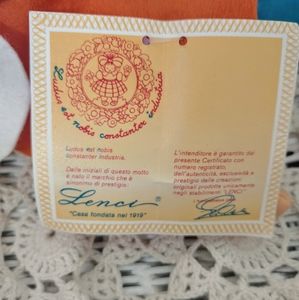 Ludus est nobis constanter industria
Ludus est nobis
constanter industria.
Dalle iniziali di questo motto
è nato il marchio che è
sinonimo di prestigio:
Lenci®
"Casa fondata nel 1919"
L'intenditore è garantito dal
presente Certificato con
numero registrato,
dell'autenticità, esclusività e
prestigio delle creazioni
originali prodotte unicamente
negli stabilimenti "LENCI".